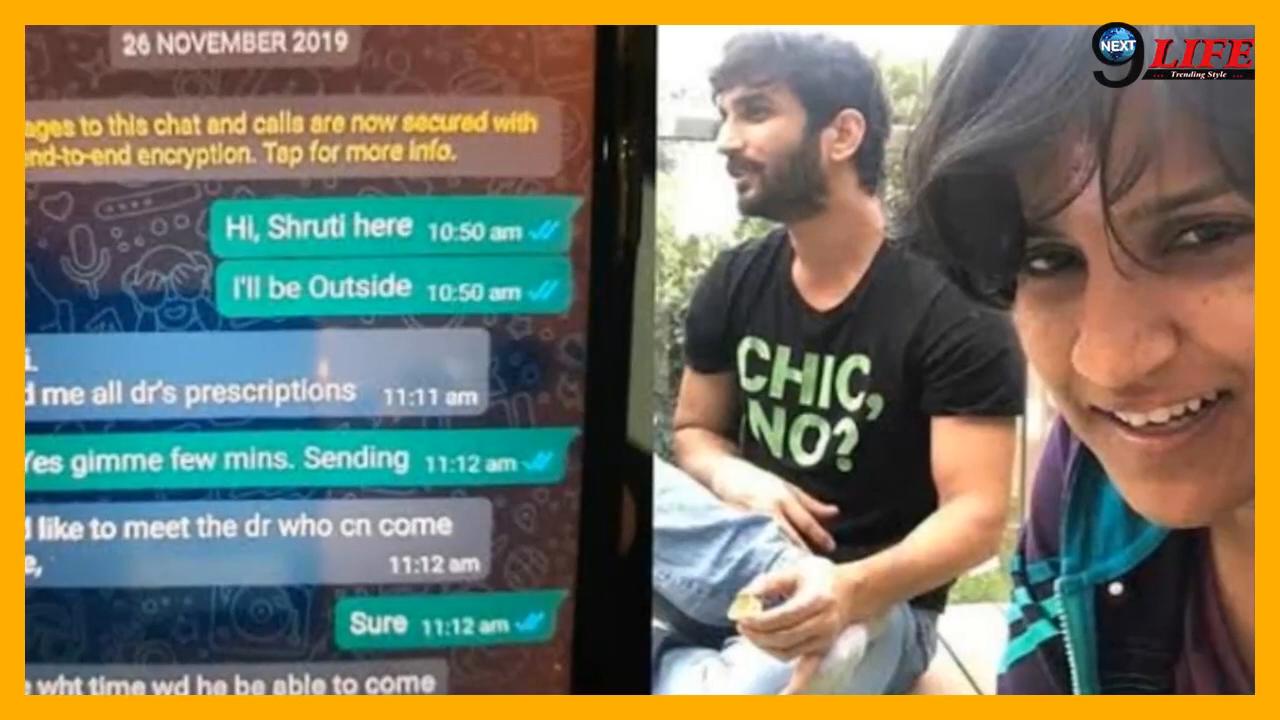 26 NOVEMBER 2019
ages to this chat and calls are now secured with
end-to-end encryption. Tap for more info.
Hi, Shruti here 10:50 am
I'll be Outside 10:50 am
me all dr's prescriptions 11:11 am
Yes gimme few mins. Sending 11:12 am
like to meet the dr who cn come
e, 11:12 am
Sure 11:12 am
wht time wd he be able to come
CHIC,
NO?
NEXT
9 LIFE
... Trending Style ...